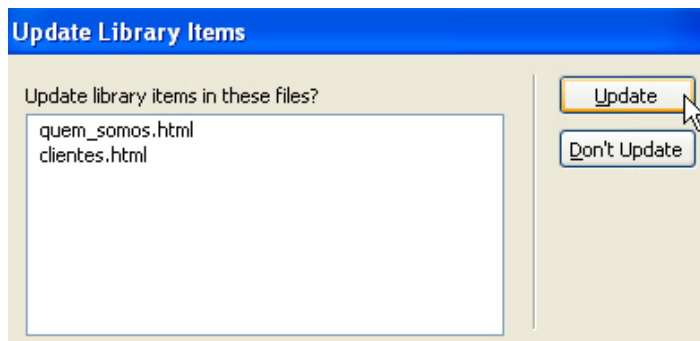 Update Library Items
Update library items in these files?
quem_somos.html
clientes.html
Update
Don't Update